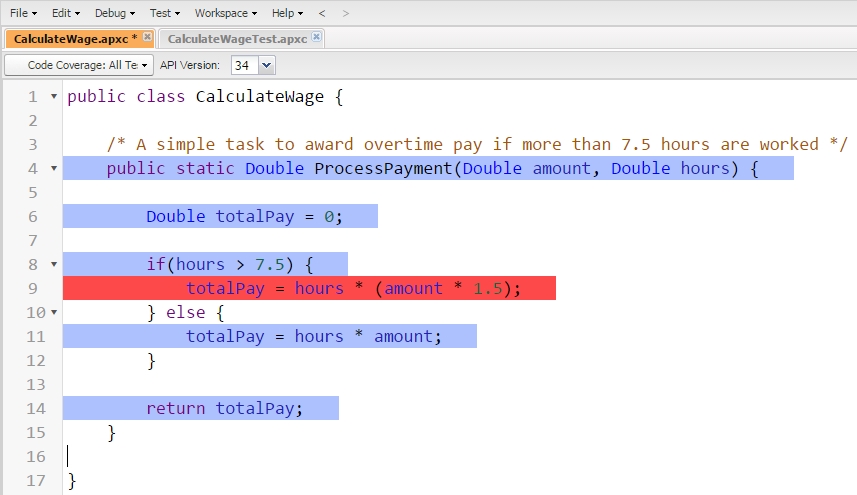 File Edit Debug Test Workspace Help < >
CalculateWage.apxc * CalculateWageTest.apxc
Code Coverage: All Te API Version: 34
1 public class CalculateWage {
2
3 /* A simple task to award overtime pay if more than 7.5 hours are worked */
4 public static Double ProcessPayment(Double amount, Double hours) {
5
6 Double totalPay = 0;
7
8 if(hours > 7.5) {
9 totalPay = hours * (amount * 1.5);
10 } else {
11 totalPay = hours * amount;
12 }
13
14 return totalPay;
15 }
16
17 }